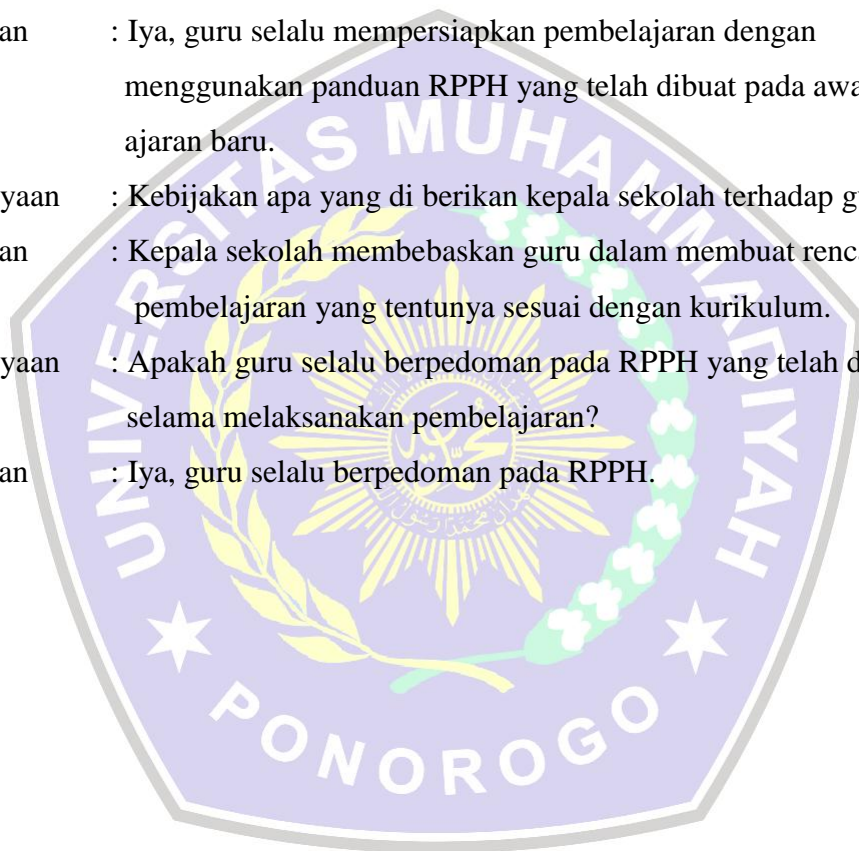 an : Iya, guru selalu mempersiapkan pembelajaran dengan
menggunakan panduan RPPH yang telah dibuat pada awa
ajaran baru.
yaan : Kebijakan apa yang di berikan kepala sekolah terhadap g
an : Kepala sekolah membebaskan guru dalam membuat renc
pembelajaran yang tentunya sesuai dengan kurikulum.
yaan : Apakah guru selalu berpedoman pada RPPH yang telah d
selama melaksanakan pembelajaran?
an : Iya, guru selalu berpedoman pada RPPH.
UNIVERSITAS MUHAMMADIYAH
PONOROGO